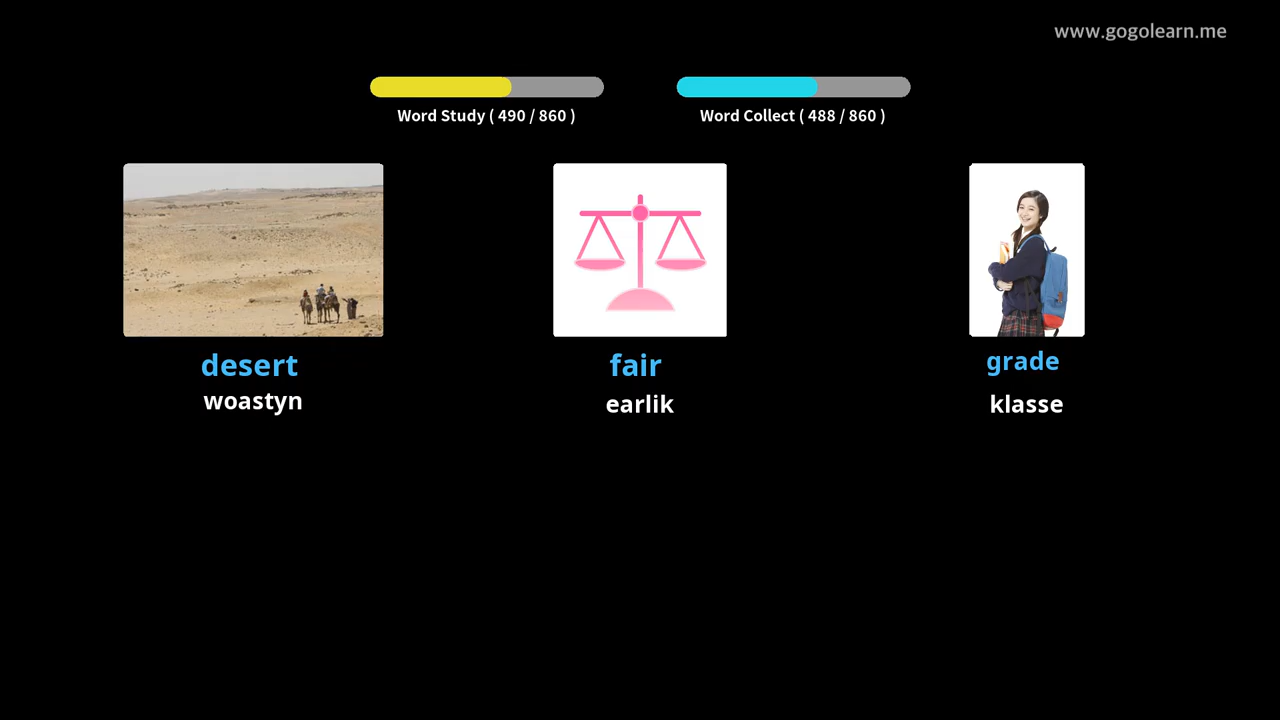 www.gogolearn.me
Word Study ( 490 / 860 )
Word Collect ( 488 / 860 )
desert
woastyn
fair
earlik
grade
klasse